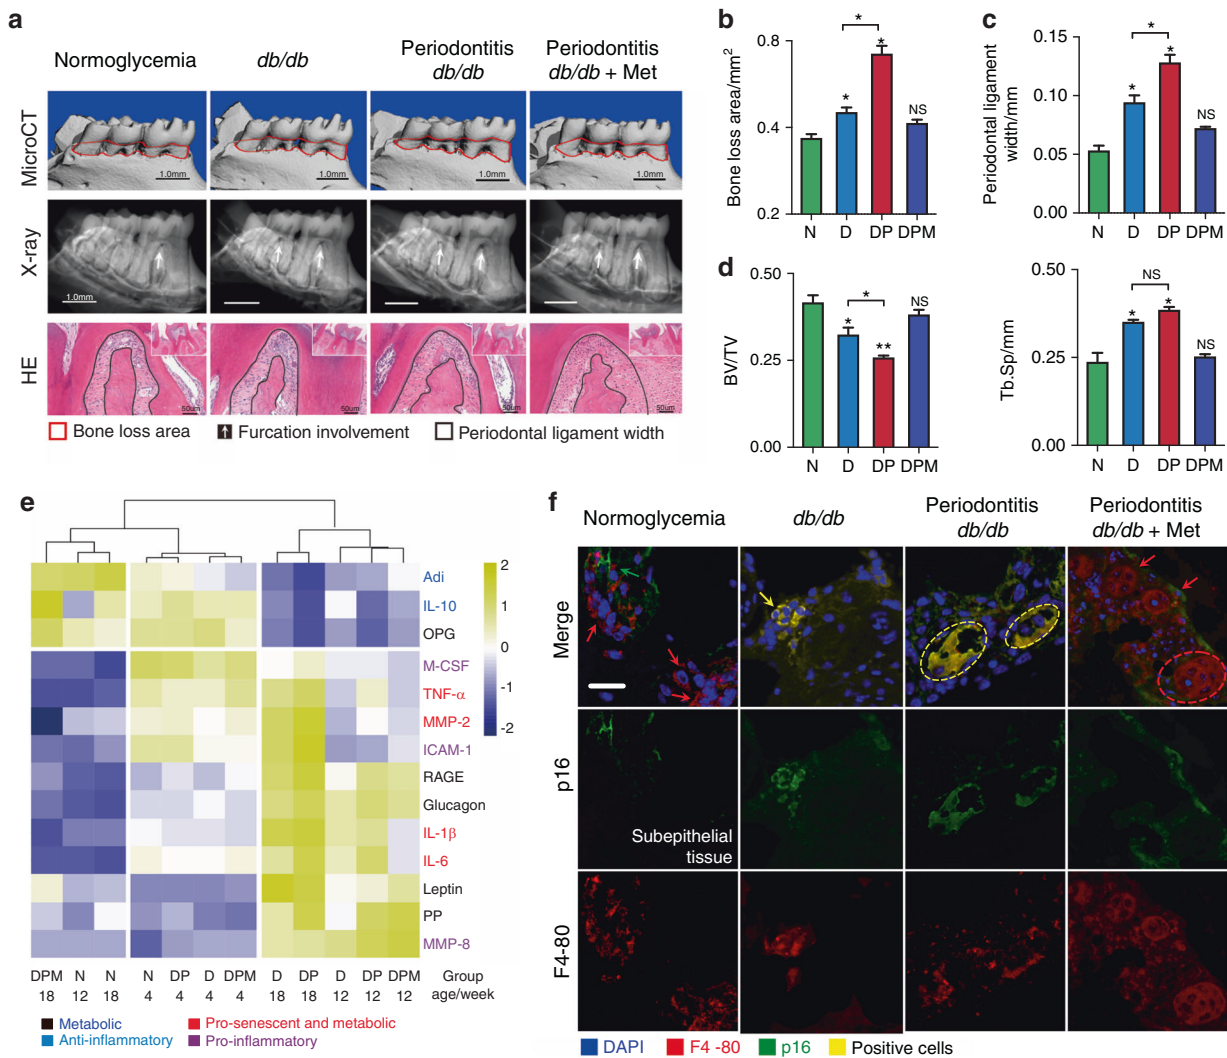 a
Normoglycemia
db/db
Periodontitis
db/db
Periodontitis
db/db + Met
MicroCT
1.0mm
1.0mm
1.0mm
1.0mm
X-ray
1.0mm
HE
50um
50um
50um
50um
Bone loss area
Furcation involvement
Periodontal ligament width
b
Bone loss area/mm²
0.8
0.4
0.2
*
*
*
NS
N D DP DPM
c
Periodontal ligament
width/mm
0.15
0.10
0.05
0.00
*
*
*
NS
N D DP DPM
d
BV/TV
0.50
0.25
0.00
*
*
**
NS
N D DP DPM
Tb.Sp/mm
0.50
0.25
0.00
NS
*
*
NS
N D DP DPM
e
Adi
IL-10
OPG
M-CSF
TNF-α
MMP-2
ICAM-1
RAGE
Glucagon
IL-1β
IL-6
Leptin
PP
MMP-8
2
1
0
-1
-2
DPM N N N DP D DPM D DP D DP DPM Group
18 12 18 4 4 4 4 18 18 12 12 12 age/week
Metabolic
Pro-senescent and metabolic
Anti-inflammatory
Pro-inflammatory
f
Normoglycemia
db/db
Periodontitis
db/db
Periodontitis
db/db + Met
Merge
p16
Subepithelial
tissue
F4-80
DAPI
F4 -80
p16
Positive cells